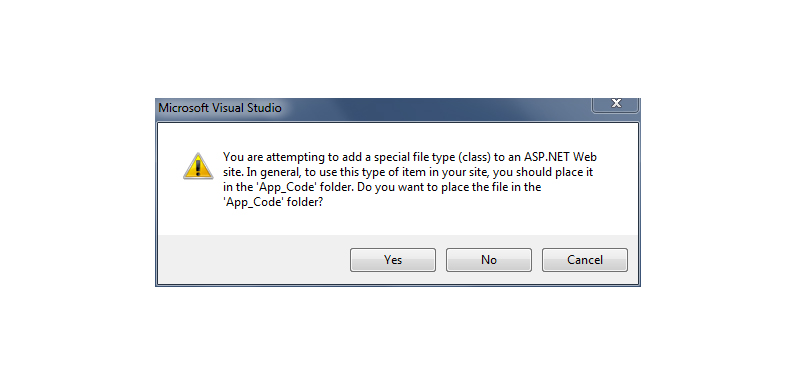 Microsoft Visual Studio
X
You are attempting to add a special file type (class) to an ASP.NET Web
site. In general, to use this type of item in your site, you should place it
in the 'App_Code' folder. Do you want to place the file in the
'App_Code' folder?
Yes
No
Cancel